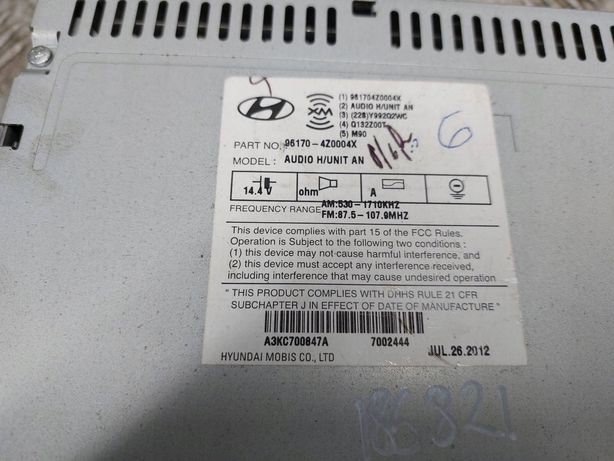 (1) 961704Z0004X
(2) AUDIO H/UNIT AN
(3) (228)Y99202WC
(4) Q132Z00T
(5) M90
XM
6
PART NO.: 96170-4Z0004X
MODEL : AUDIO H/UNIT AN
14.4 V ohm A
FREQUENCY RANGE AM:530-1710KHZ
FM:87.5-107.9MHZ
This device complies with part 15 of the FCC Rules.
Operation is Subject to the following two conditions :
(1) this device may not cause harmful interference, and
(2) this device must accept any interference received,
including interference that may cause undesired operation
" THIS PRODUCT COMPLIES WITH DHHS RULE 21 CFR
SUBCHAPTER J IN EFFECT OF DATE OF MANUFACTURE "
A3KC700847A 7002444
HYUNDAI MOBIS CO., LTD JUL.26.2012
186821